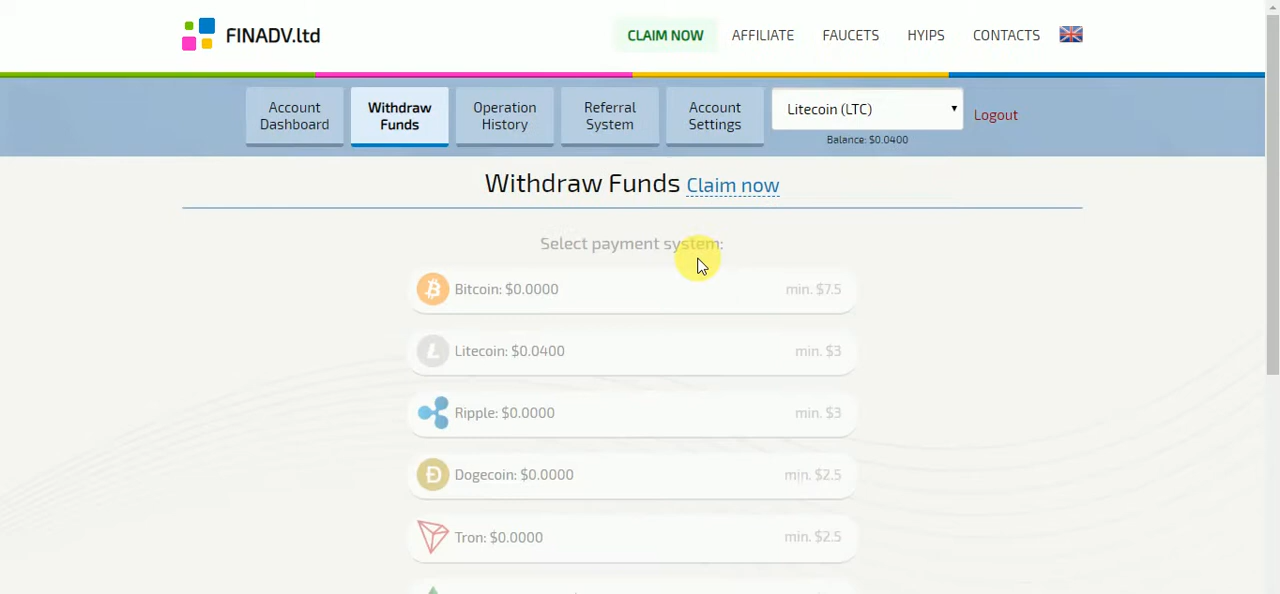 FINADV.ltd
CLAIM NOW AFFILIATE FAUCETS HYIPS CONTACTS
Account Dashboard
Withdraw Funds
Operation History
Referral System
Account Settings
Litecoin (LTC)
Balance: $0.0400
Logout
Withdraw Funds Claim now
Select payment system:
Bitcoin: $0.0000 min. $7.5
Litecoin: $0.0400 min. $3
Ripple: $0.0000 min. $3
Dogecoin: $0.0000 min. $2.5
Tron: $0.0000 min. $2.5